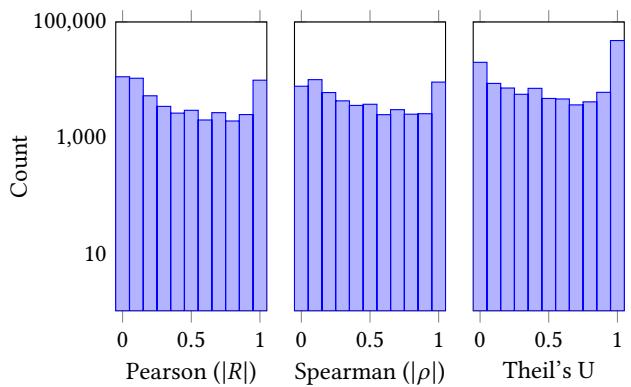 100,000
1,000
10
Count
0 0.5 1
0 0.5 1
0 0.5 1
Pearson (|R|)
Spearman (|ρ|)
Theil's U